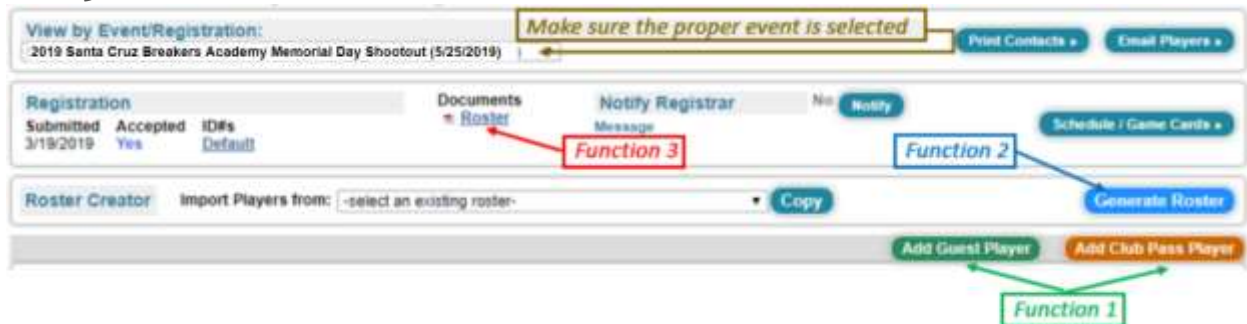 View by Event/Registration:
Make sure the proper event is selected
2019 Santa Cruz Breakers Academy Memorial Day Shootout (5/25/2019)
Print Contacts »
Email Players »
Registration
Documents
Notify Registrar
No
Notify
Submitted Accepted ID#s
Roster
Message
Schedule / Game Cards »
3/19/2019 Yes Default
Function 3
Function 2
Roster Creator
Import Players from:
-select an existing roster-
Copy
Generate Roster
Add Guest Player
Add Club Pass Player
Function 1